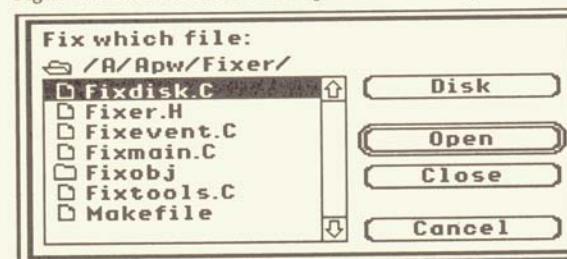 Fix which file:
/A/Apw/Fixer/
Fixdisk.C
Fixer.H
Fixevent.C
Fixmain.C
Fixobj
Fixtools.C
Makefile
Disk
Open
Close
Cancel